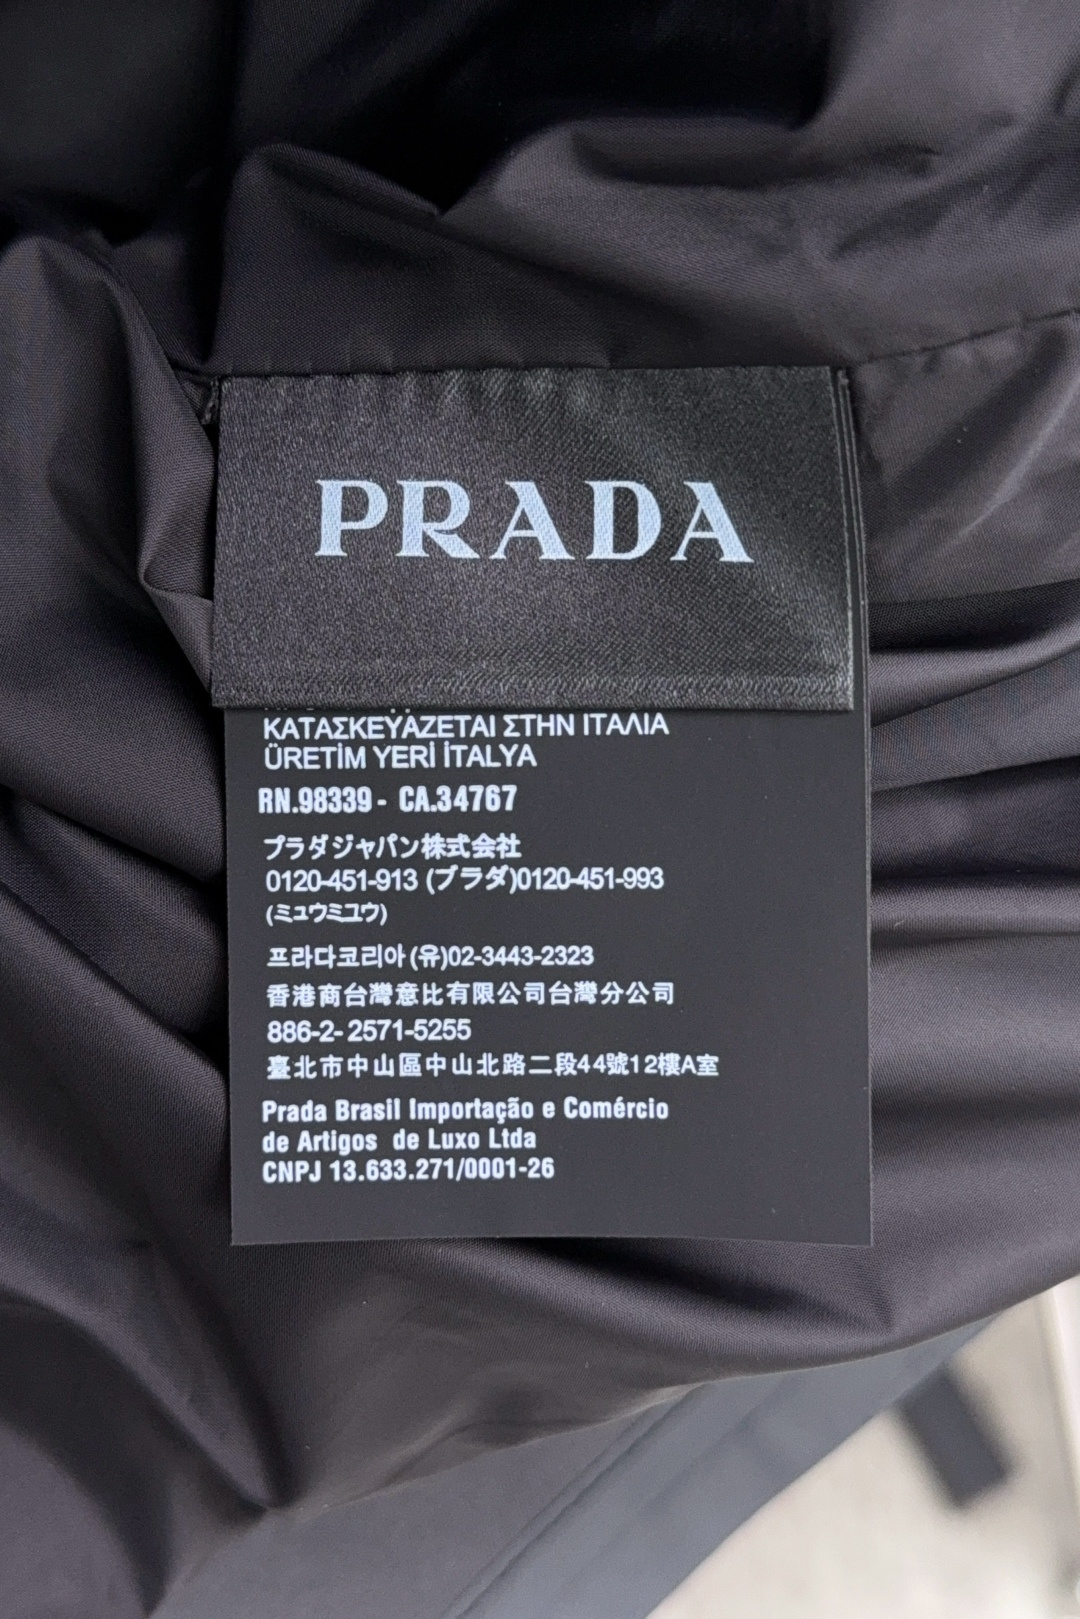 PRADA
ΚΑΤΑΣΚΕΥΑΖΕΤΑΙ ΣΤΗΝ ΙΤΑΛΙΑ
ÜRETİM YERİ İTALYA
RN.98339 - CA.34767
プラダジャパン株式会社
0120-451-913 (プラダ)0120-451-993
(ミュウミュウ)
프라다코리아 (유)02-3443-2323
香港商台灣意比有限公司台灣分公司
886-2- 2571-5255
臺北市中山區中山北路二段44號12樓A室
Prada Brasil Importação e Comércio
de Artigos de Luxo Ltda
CNPJ 13.633.271/0001-26